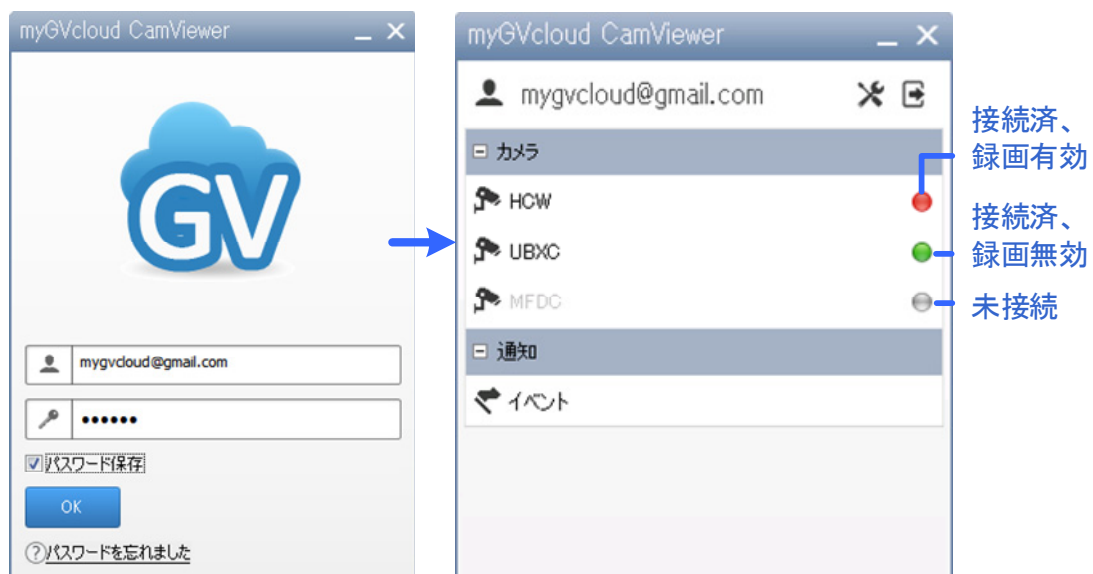 myGVcloud CamViewer
GV
mygvcloud@gmail.com
••••••
パスワード保存
OK
?パスワードを忘れました
myGVcloud CamViewer
mygvcloud@gmail.com
カメラ
HCW
UBXC
MFDC
通知
イベント
接続済、
録画有効
接続済、
録画無効
未接続